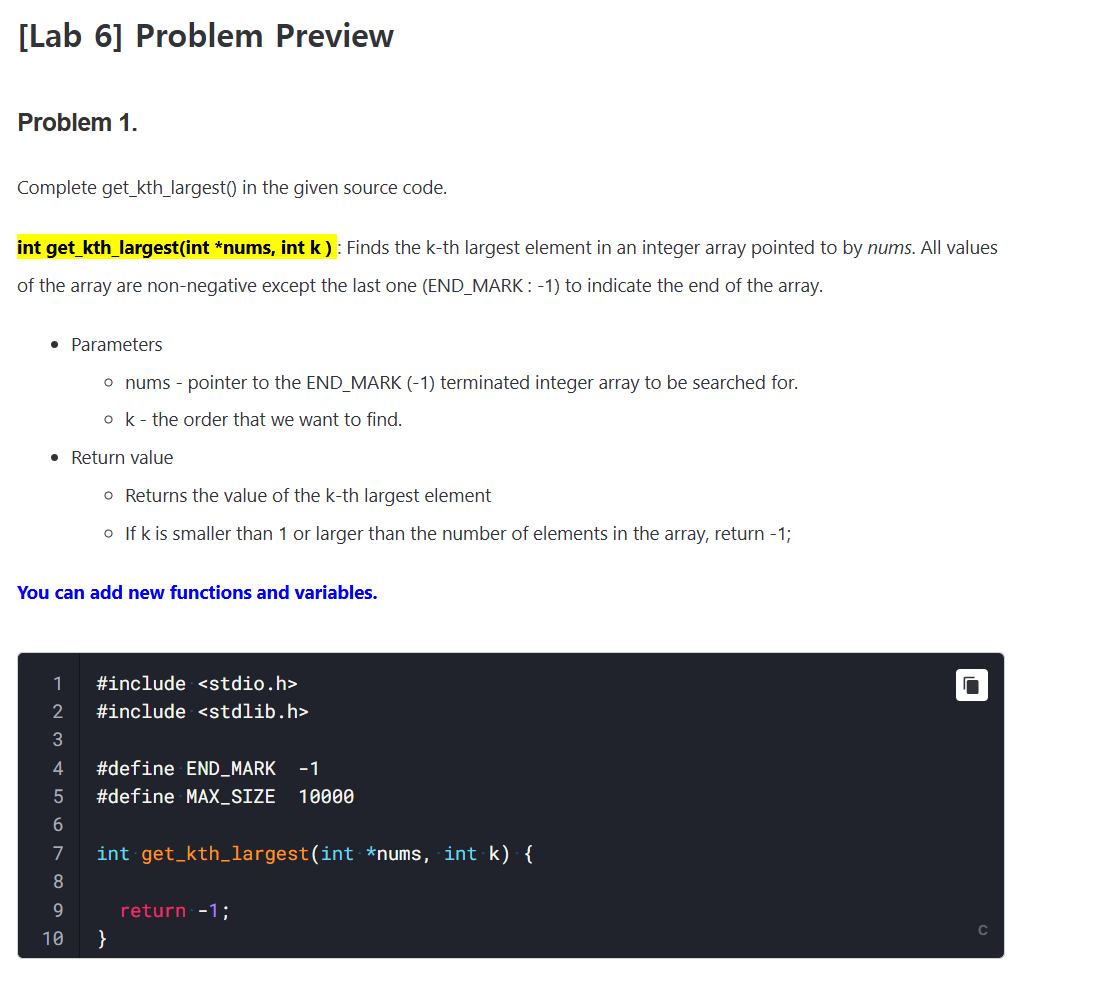 [Lab 6] Problem Preview
Problem 1.
Complete get_kth_largest() in the given source code.
int get_kth_largest(int *nums, int k ) : Finds the k-th largest element in an integer array pointed to by nums. All values
of the array are non-negative except the last one (END_MARK : -1) to indicate the end of the array.
• Parameters
○ nums - pointer to the END_MARK (-1) terminated integer array to be searched for.
○ k - the order that we want to find.
• Return value
○ Returns the value of the k-th largest element
○ If k is smaller than 1 or larger than the number of elements in the array, return -1;
You can add new functions and variables.
1 #include <stdio.h>
2 #include <stdlib.h>
3
4 #define END_MARK  -1
5 #define MAX_SIZE  10000
6
7 int get_kth_largest(int *nums, int k) {
8
9   return -1;
10 }
C